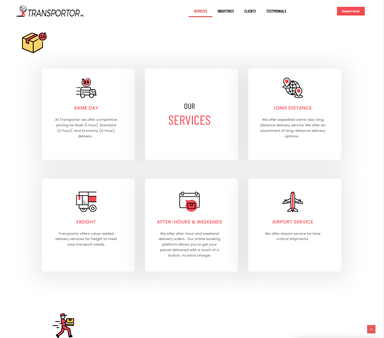 TRANSPORTOR
SERVICES
INDUSTRIES
CLIENTS
TESTIMONIALS
Request Quote
SAME DAY
At Transportor we offer competitive
pricing for Rush (1 hour), Standard
(3-hour), and Economy (6-hour)
delivery.
OUR
SERVICES
LONG DISTANCE
We offer expedited same-day long
distance delivery service. We offer an
assortment of long-distance delivery
options.
FREIGHT
Transportor offers value-added
delivery services for freight to meet
your transport needs.
AFTER-HOURS & WEEKENDS
We offer after-hour and weekend
delivery orders. Our online booking
platform allows you to get your
parcel delivered with a touch of a
button, no extra charge!
AIRPORT SERVICE
We offer airport service for time
critical shipments.